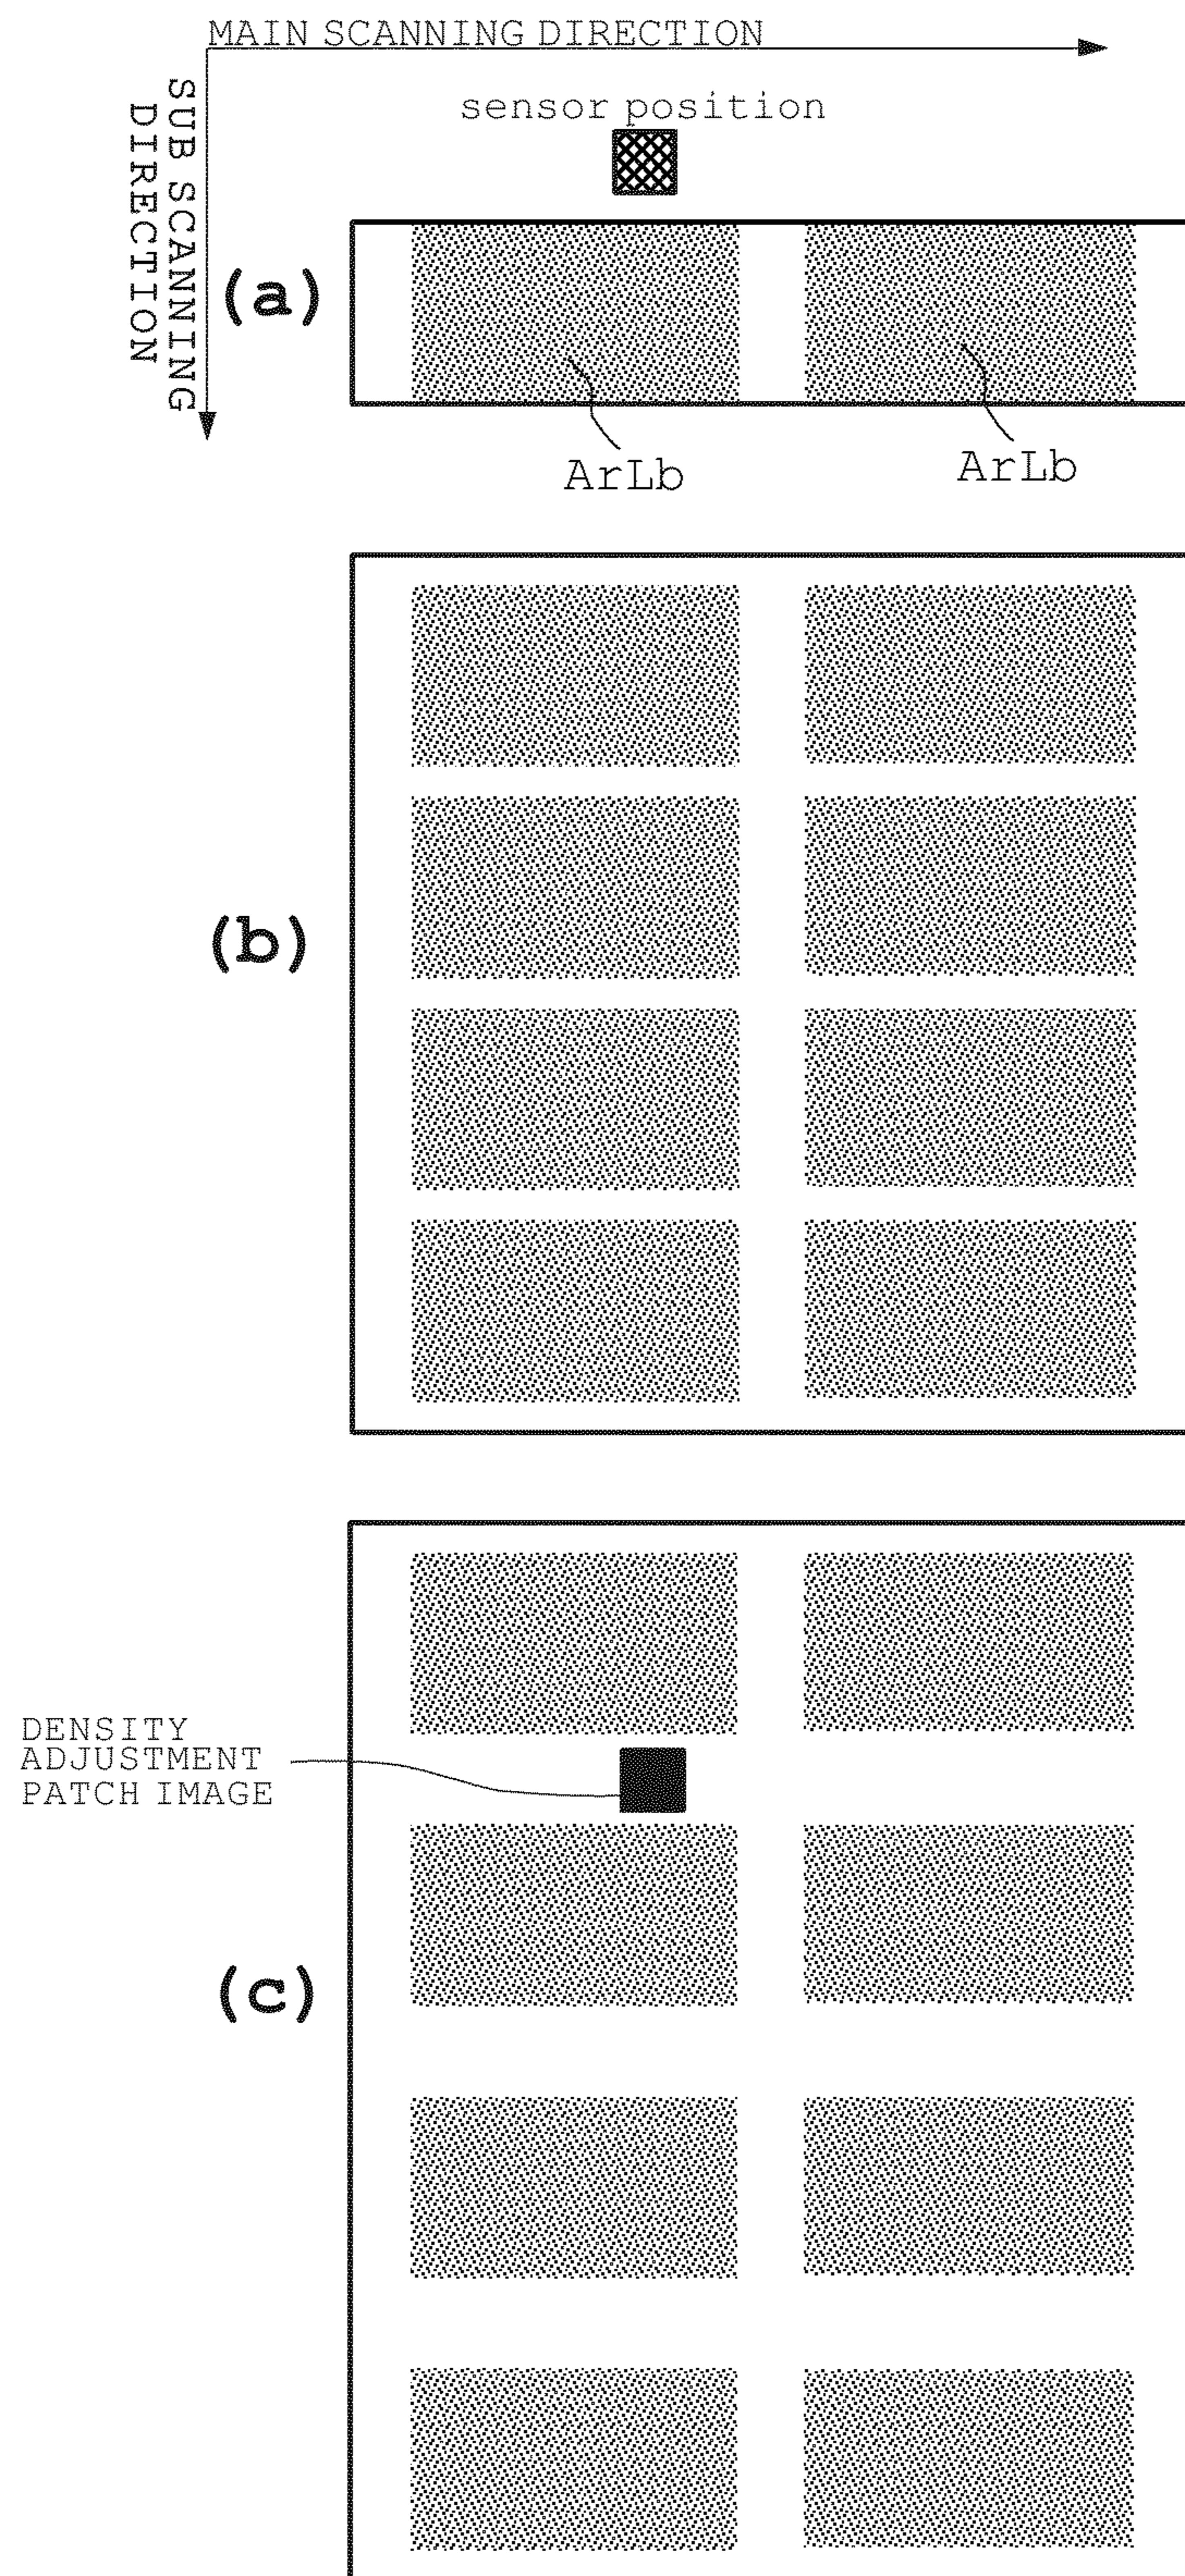 MAIN SCANNING DIRECTION
SUB SCANNING
DIRECTION
sensor position
(a)
ArLb
ArLb
(b)
DENSITY
ADJUSTMENT
PATCH IMAGE
(c)